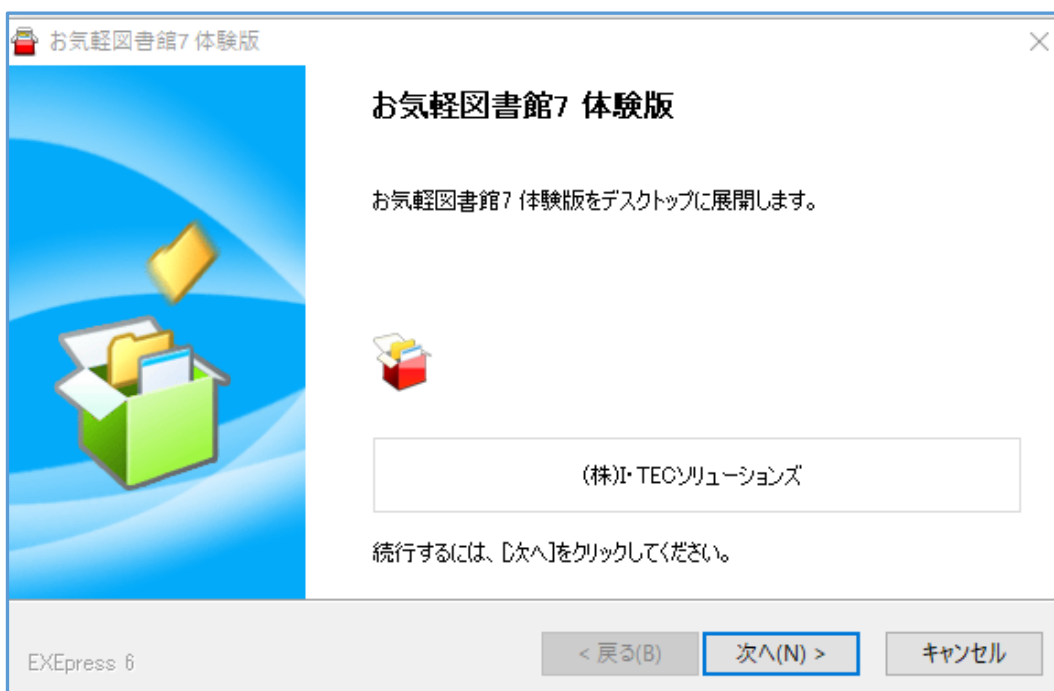 お気軽図書館7 体験版
お気軽図書館7 体験版
お気軽図書館7 体験版をデスクトップに展開します。
(株)I・TECソリューションズ
続行するには、[次へ]をクリックしてください。
EXEpress 6
< 戻る(B)
次へ(N) >
キャンセル